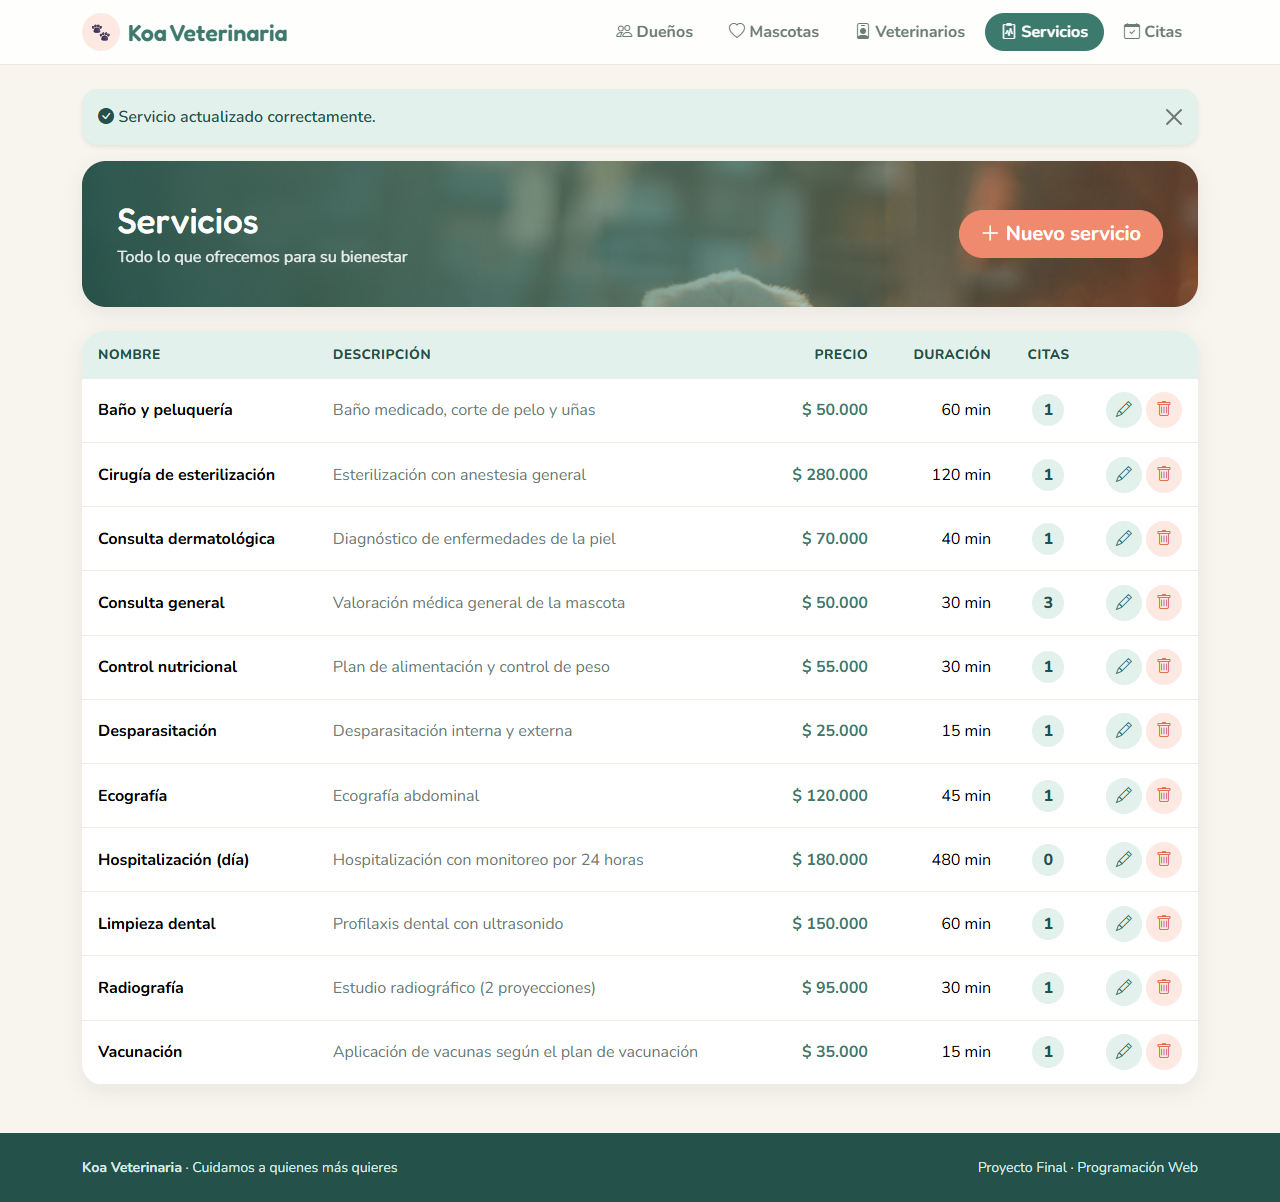 Koa Veterinaria
Dueños
Mascotas
Veterinarios
Servicios
Citas
Servicio actualizado correctamente.
Servicios
Todo lo que ofrecemos para su bienestar
Nuevo servicio
NOMBRE DESCRIPCIÓN PRECIO DURACIÓN CITAS
Baño y peluquería Baño medicado, corte de pelo y uñas $ 50.000 60 min 1
Cirugía de esterilización Esterilización con anestesia general $ 280.000 120 min 1
Consulta dermatológica Diagnóstico de enfermedades de la piel $ 70.000 40 min 1
Consulta general Valoración médica general de la mascota $ 50.000 30 min 3
Control nutricional Plan de alimentación y control de peso $ 55.000 30 min 1
Desparasitación Desparasitación interna y externa $ 25.000 15 min 1
Ecografía Ecografía abdominal $ 120.000 45 min 1
Hospitalización (día) Hospitalización con monitoreo por 24 horas $ 180.000 480 min 0
Limpieza dental Profilaxis dental con ultrasonido $ 150.000 60 min 1
Radiografía Estudio radiográfico (2 proyecciones) $ 95.000 30 min 1
Vacunación Aplicación de vacunas según el plan de vacunación $ 35.000 15 min 1
Koa Veterinaria · Cuidamos a quienes más quieres
Proyecto Final · Programación Web